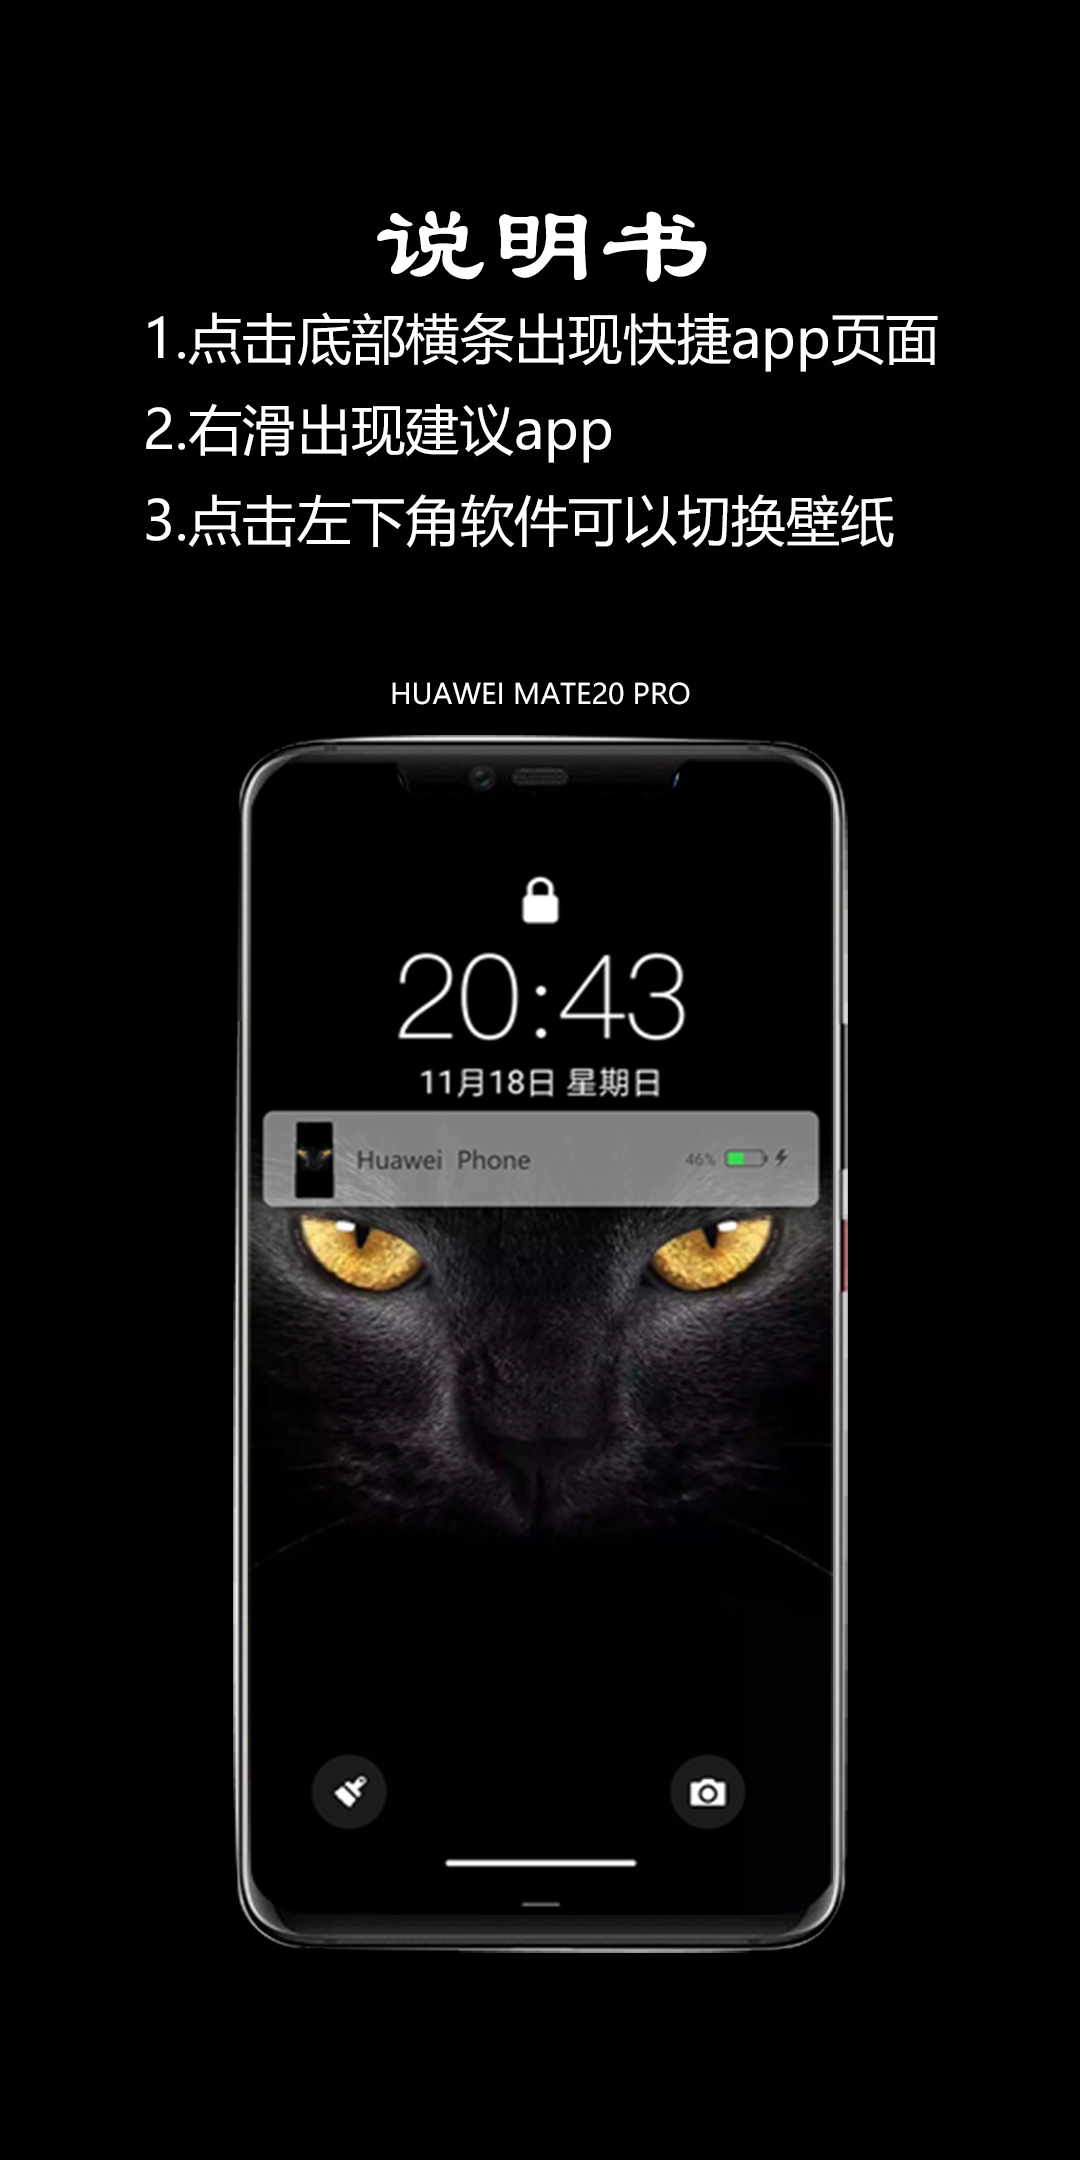 说明书
1.点击底部横条出现快捷app页面
2.右滑出现建议app
3.点击左下角软件可以切换壁纸
HUAWEI MATE20 PRO
20:43
11月18日 星期日
Huawei Phone 46%